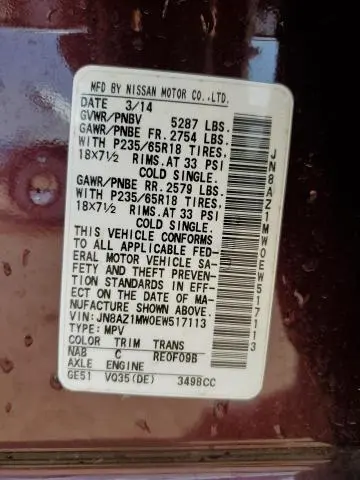 MFD BY NISSAN MOTOR CO.,LTD.
DATE 3/14
GVWR/PNBV 5287 LBS.
GAWR/PNBE FR. 2754 LBS.
WITH P235/65R18 TIRES,
18X7½ RIMS.AT 33 PSI
COLD SINGLE.
GAWR/PNBE RR. 2579 LBS.
WITH P235/65R18 TIRES,
18X7½ RIMS.AT 33 PSI
COLD SINGLE.
THIS VEHICLE CONFORMS
TO ALL APPLICABLE FED-
ERAL MOTOR VEHICLE SA-
FETY AND THEFT PREVEN-
TION STANDARDS IN EFF-
ECT ON THE DATE OF MA-
NUFACTURE SHOWN ABOVE.
VIN: JN8AZ1MW0EW517113
TYPE: MPV
COLOR TRIM TRANS
NAB C RE0F09B
AXLE ENGINE
GE51 VQ35(DE) 3498CC
JN8AZ1MW0EW517113